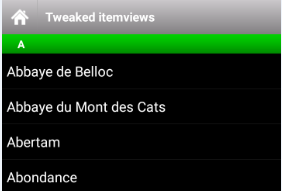 Tweaked itemviews
A
Abbaye de Belloc
Abbaye du Mont des Cats
Abertam
Abondance